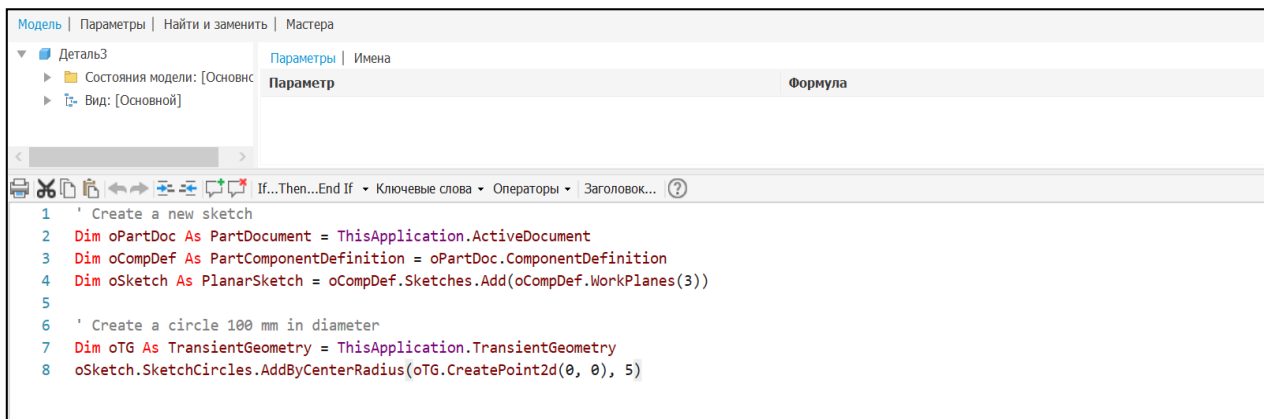 Модель | Параметры | Найти и заменить | Мастера
Деталь3
Состояния модели: [Основно
Вид: [Основной]
Параметры | Имена
Параметр Формула
If...Then...End If Ключевые слова Операторы Заголовок... ?
1 ' Create a new sketch
2 Dim oPartDoc As PartDocument = ThisApplication.ActiveDocument
3 Dim oCompDef As PartComponentDefinition = oPartDoc.ComponentDefinition
4 Dim oSketch As PlanarSketch = oCompDef.Sketches.Add(oCompDef.WorkPlanes(3))
5
6 ' Create a circle 100 mm in diameter
7 Dim oTG As TransientGeometry = ThisApplication.TransientGeometry
8 oSketch.SketchCircles.AddByCenterRadius(oTG.CreatePoint2d(0, 0), 5)